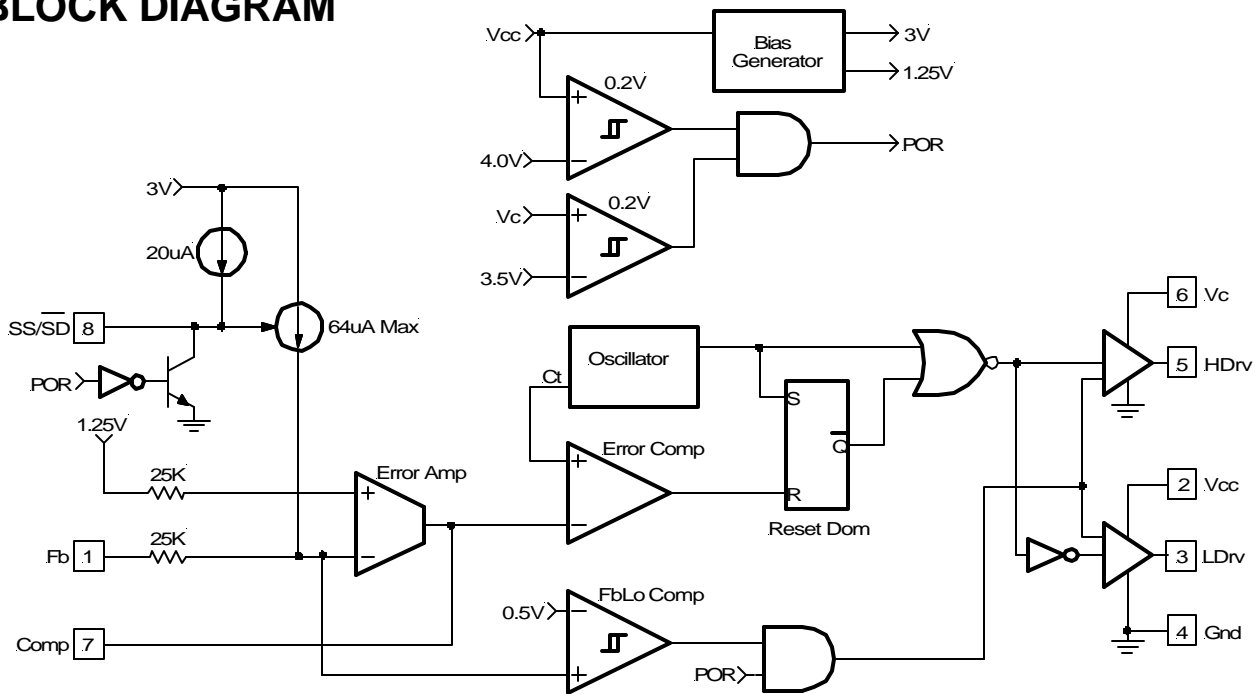 BLOCK DIAGRAM
Vcc
Bias
Generator
3V
1.25V
0.2V
+
−
4.0V
POR
0.2V
Vc
+
−
3.5V
3V
20uA
64uA Max
SS/SD 8
POR
1.25V
25K
Error Amp
+
−
Fb 1
25K
Comp 7
Oscillator
Ct
Error Comp
+
−
S
Q
R
Reset Dom
FbLo Comp
0.5V
−
+
POR
6 Vc
5 HDrv
2 Vcc
3 LDrv
4 Gnd